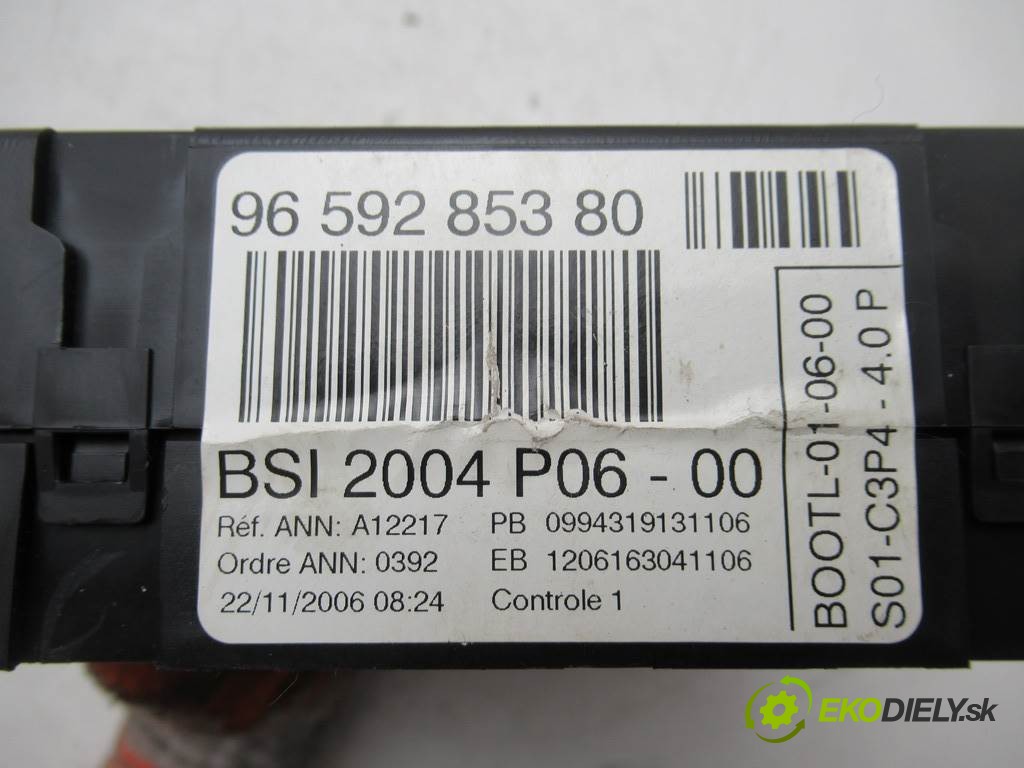 96 592 853 80
BSI 2004 P06 - 00
Réf. ANN: A12217 PB 0994319131106
Ordre ANN: 0392 EB 1206163041106
22/11/2006 08:24 Controle 1
BOOTL-01-06-00
S01-C3P4 - 4.0 P
EKODIELY.sk